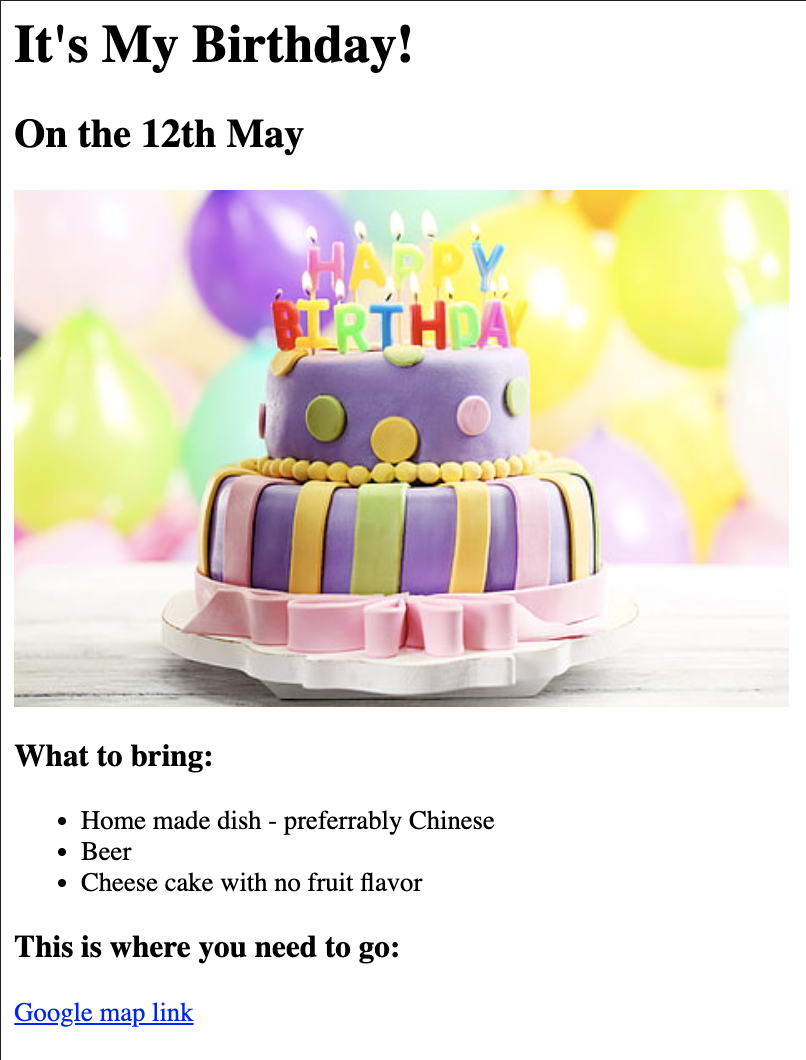 It's My Birthday!
On the 12th May
HAPPY
BIRTHDAY
What to bring:
Home made dish - preferrably Chinese
Beer
Cheese cake with no fruit flavor
This is where you need to go:
Google map link